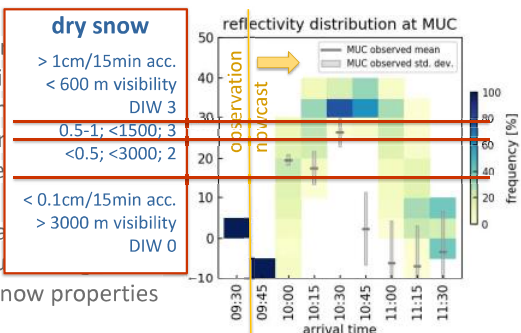 dry snow
> 1cm/15min acc.
< 600 m visibility
DIW 3
0.5-1; <1500; 3
<0.5; <3000; 2
< 0.1cm/15min acc.
> 3000 m visibility
DIW 0
now properties
reflectivity distribution at MUC
MUC observed mean
MUC observed std. dev.
observation
nowcast
50
40
30
20
10
0
-10
09:30
09:45
10:00
10:15
10:30
10:45
11:00
11:15
11:30
arrival time
100
80
60
40
20
0
frequency [%]